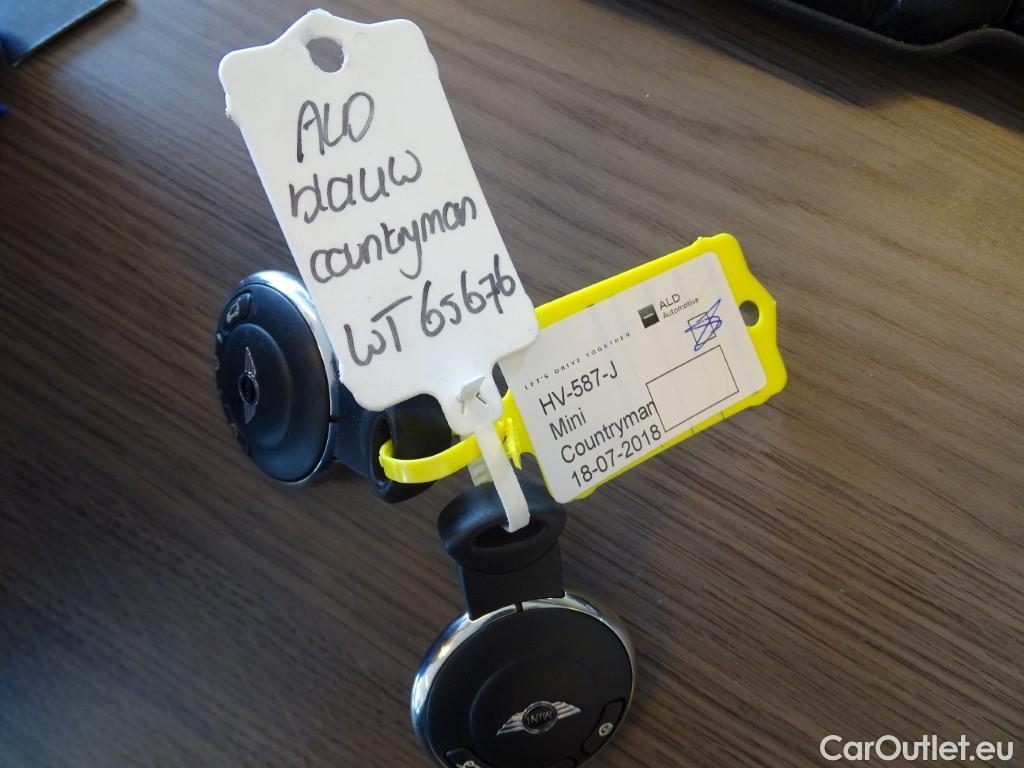 ALD
blauw
countryman
WT 65676
ALD
Automotive
LET'S DRIVE TOGETHER
HV-587-J
Mini
Countryman
18-07-2018
MINI
CarOutlet.eu